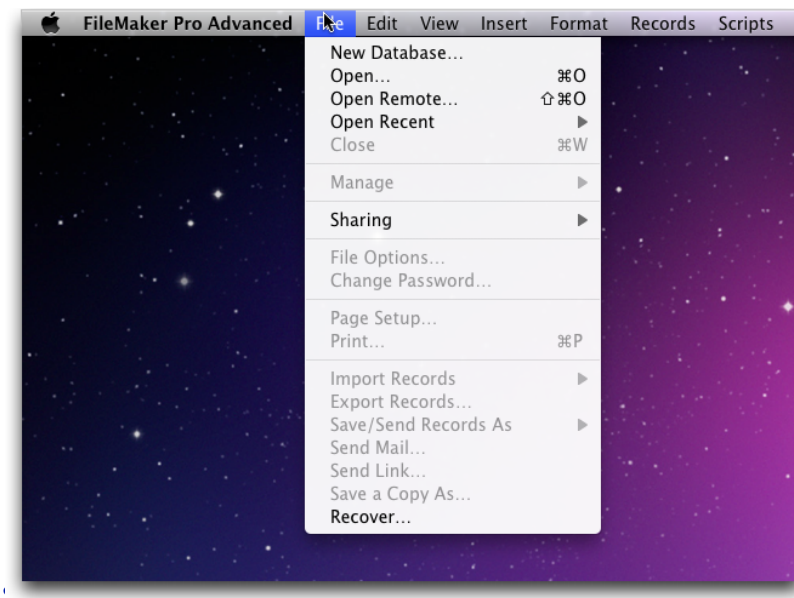 FileMaker Pro Advanced File Edit View Insert Format Records Scripts
New Database...
Open... ⌘O
Open Remote... ⇧⌘O
Open Recent ▶
Close ⌘W
Manage ▶
Sharing ▶
File Options...
Change Password...
Page Setup...
Print... ⌘P
Import Records ▶
Export Records...
Save/Send Records As ▶
Send Mail...
Send Link...
Save a Copy As...
Recover...